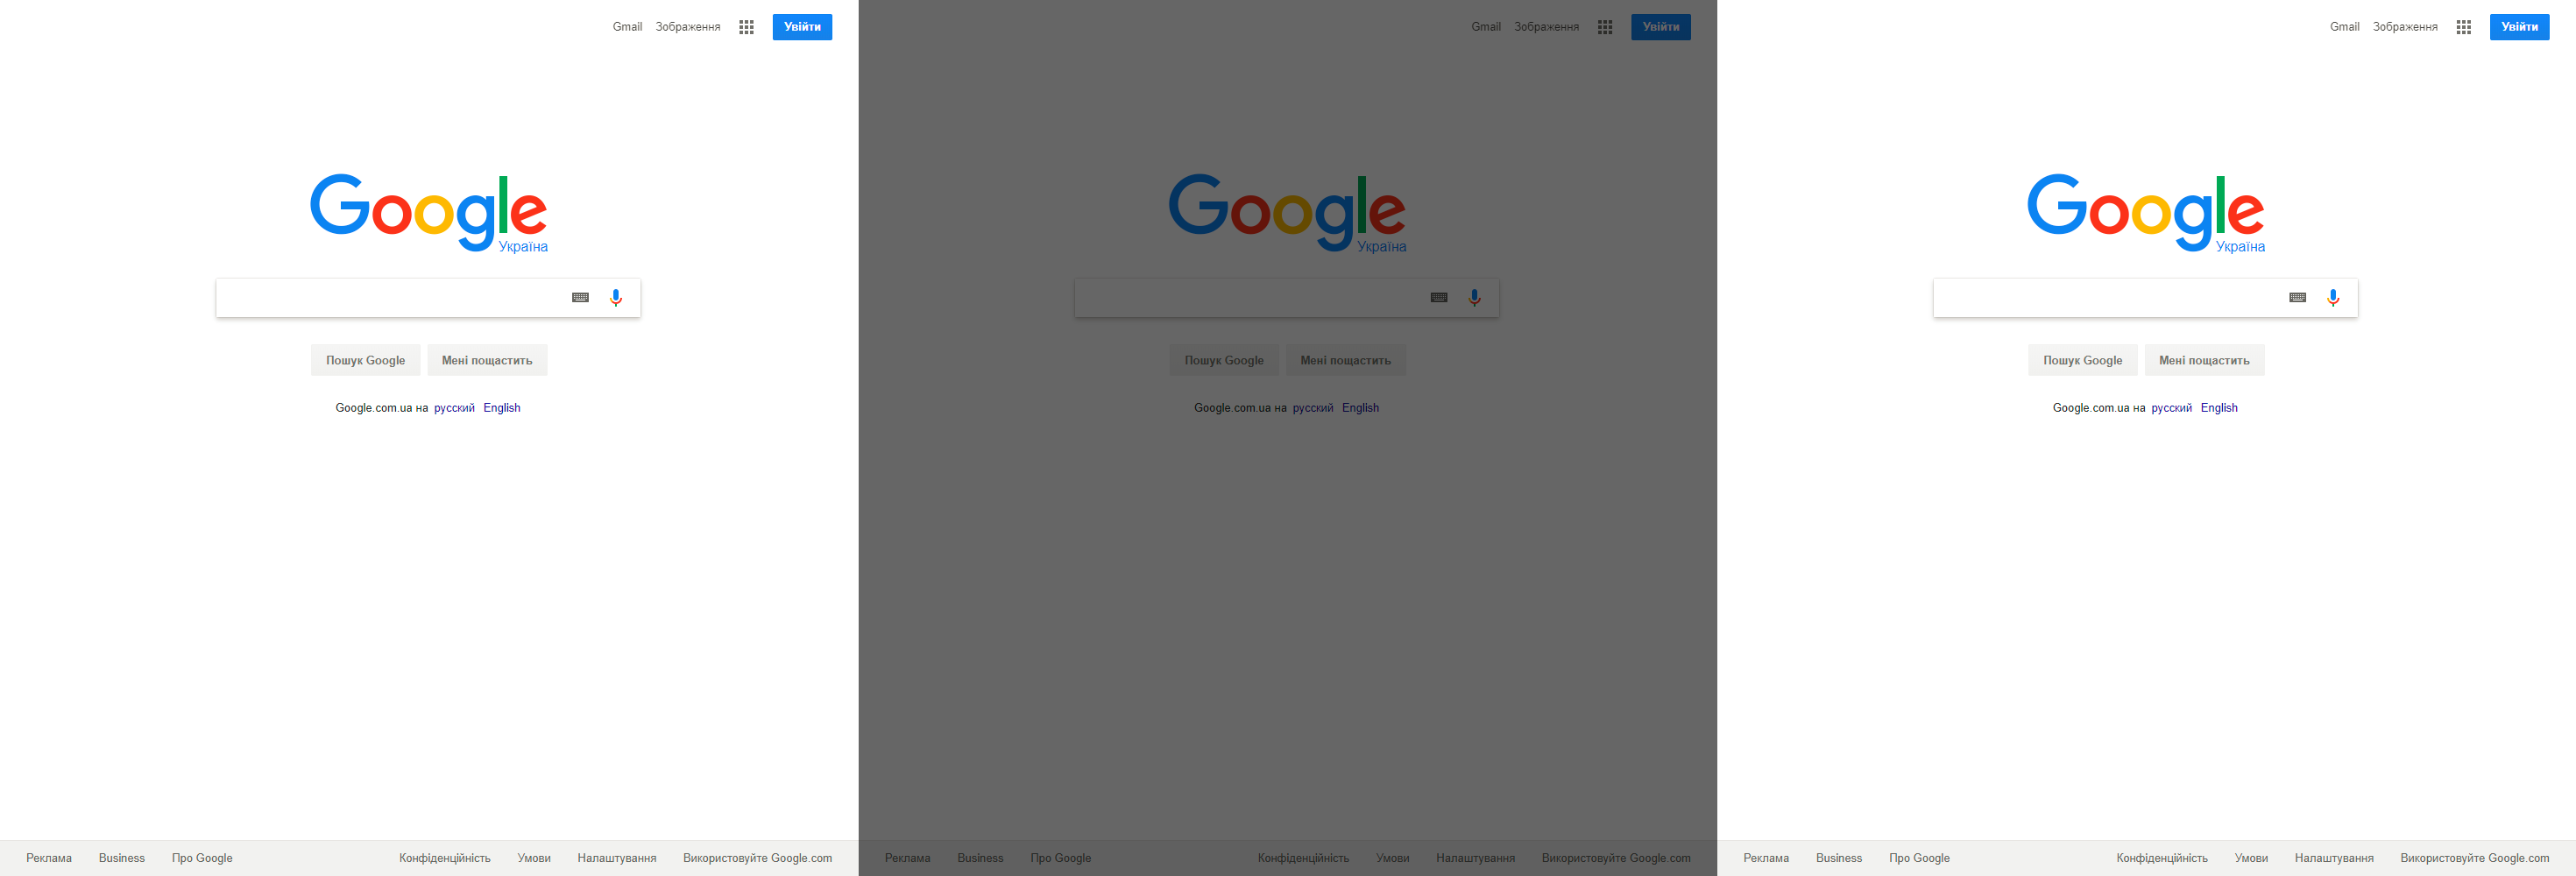 Gmail Зображення Увійти
Google
Україна
Пошук Google Мені пощастить
Google.com.ua на русский English
Реклама Business Про Google Конфіденційність Умови Налаштування Використовуйте Google.com
Gmail Зображення Увійти
Google
Україна
Пошук Google Мені пощастить
Google.com.ua на русский English
Реклама Business Про Google Конфіденційність Умови Налаштування Використовуйте Google.com
Gmail Зображення Увійти
Google
Україна
Пошук Google Мені пощастить
Google.com.ua на русский English
Реклама Business Про Google Конфіденційність Умови Налаштування Використовуйте Google.com